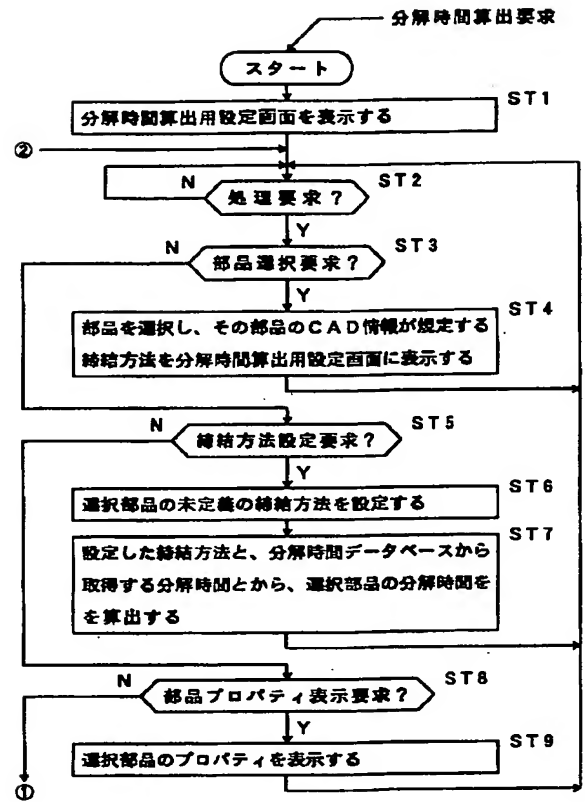 分解時間算出要求
スタート
ST1
分解時間算出用設定画面を表示する
②
N
ST2
処理要求?
Y
N
ST3
部品選択要求?
Y
ST4
部品を選択し、その部品のCAD情報が規定する
締結方法を分解時間算出用設定画面に表示する
N
ST5
締結方法設定要求?
Y
ST6
選択部品の未定義の締結方法を設定する
ST7
設定した締結方法と、分解時間データベースから
取得する分解時間とから、選択部品の分解時間を
を算出する
N
ST8
部品プロパティ表示要求?
Y
ST9
選択部品のプロパティを表示する
①